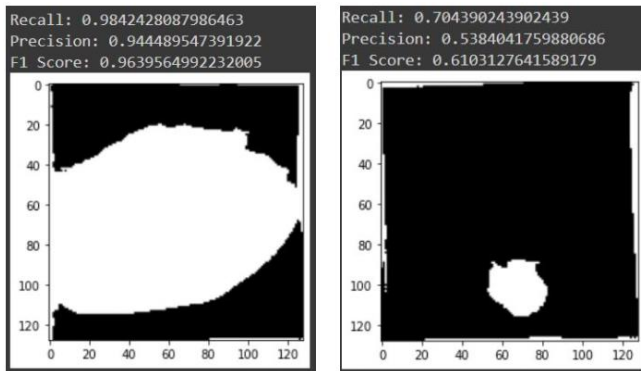 Recall: 0.9842428087986463
Precision: 0.944489547391922
F1 Score: 0.9639564992232005
0
20
40
60
80
100
120
0 20 40 60 80 100 120
Recall: 0.704390243902439
Precision: 0.5384041759880686
F1 Score: 0.6103127641589179
0
20
40
60
80
100
120
0 20 40 60 80 100 120